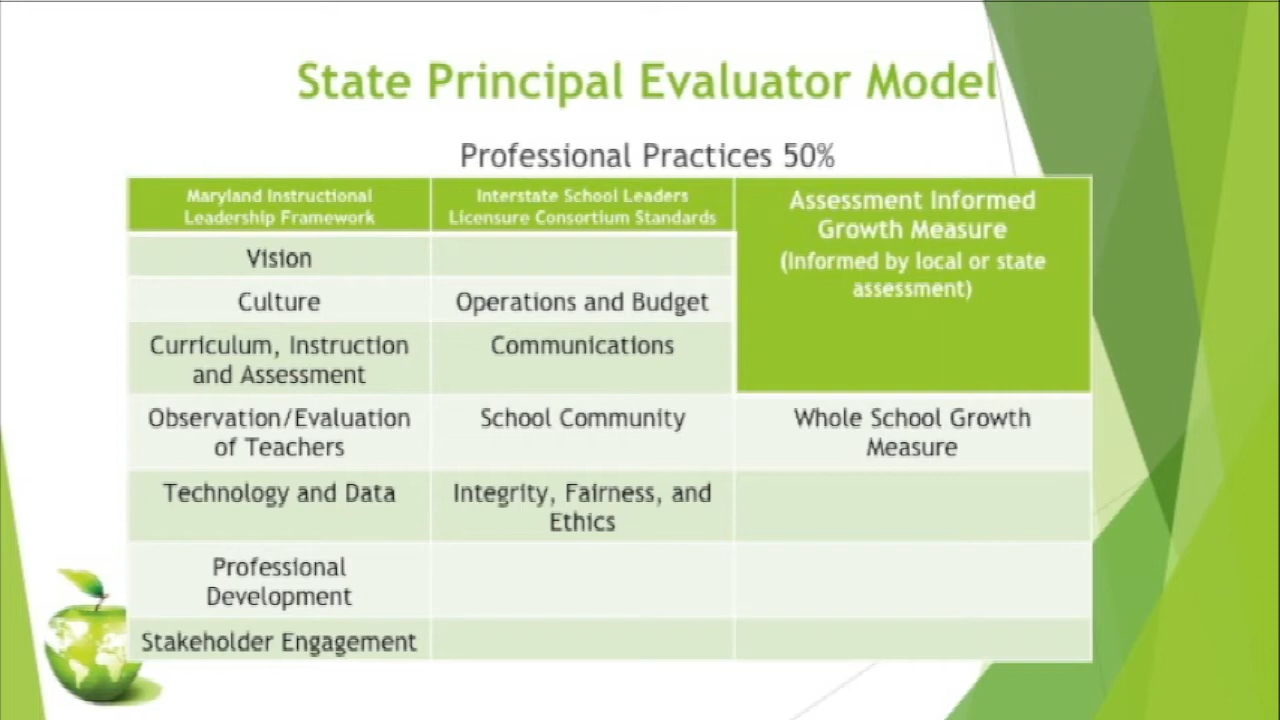 State Principal Evaluator Model
Professional Practices 50%
Maryland Instructional
Leadership Framework
Interstate School Leaders
Licensure Consortium Standards
Assessment Informed
Growth Measure
(Informed by local or state
assessment)
Vision
Culture
Operations and Budget
Curriculum, Instruction
and Assessment
Communications
Observation/Evaluation
of Teachers
School Community
Whole School Growth
Measure
Technology and Data
Integrity, Fairness, and
Ethics
Professional
Development
Stakeholder Engagement